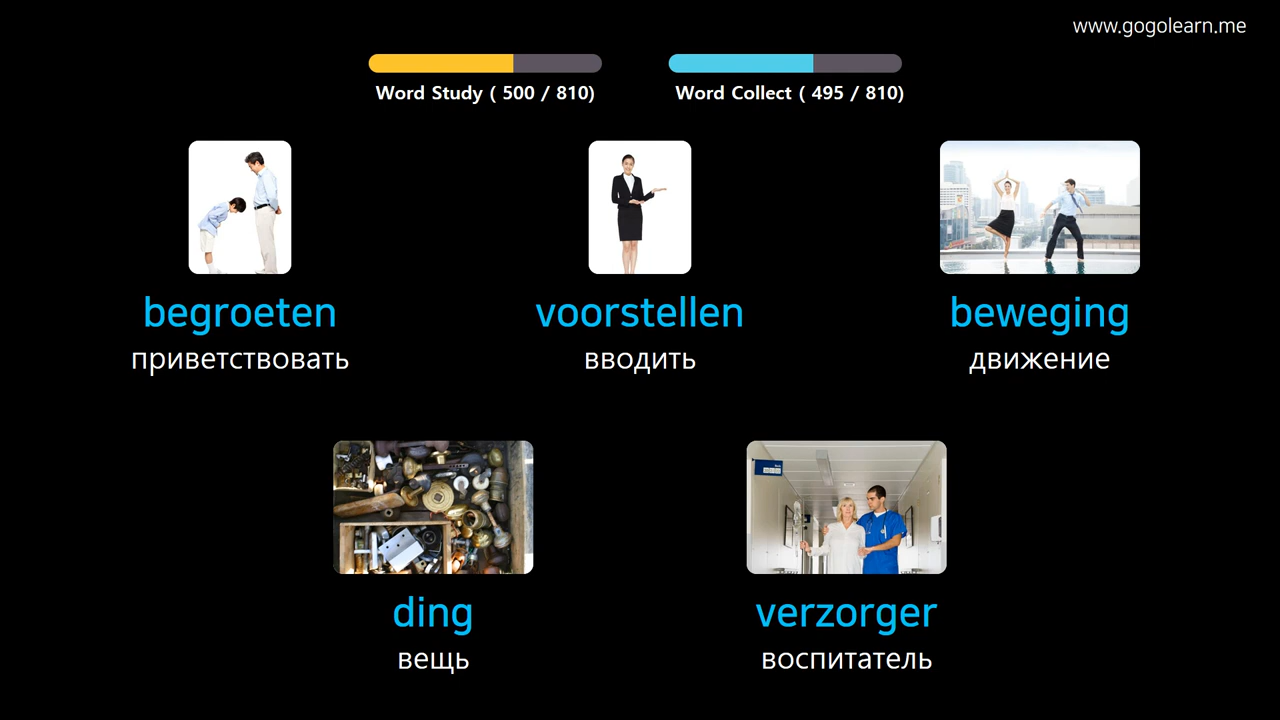 www.gogolearn.me
Word Study ( 500 / 810)
Word Collect ( 495 / 810)
begroeten
приветствовать
voorstellen
вводить
beweging
движение
ding
вещь
verzorger
воспитатель